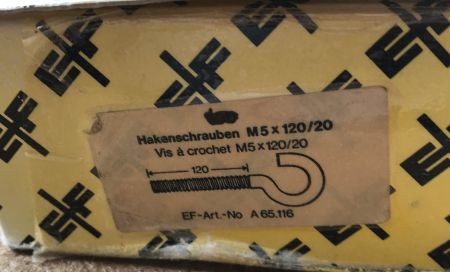 Hakenschrauben M5 x 120/20
Vis à crochet M5 x 120/20
120
EF-Art.-No A 65.116